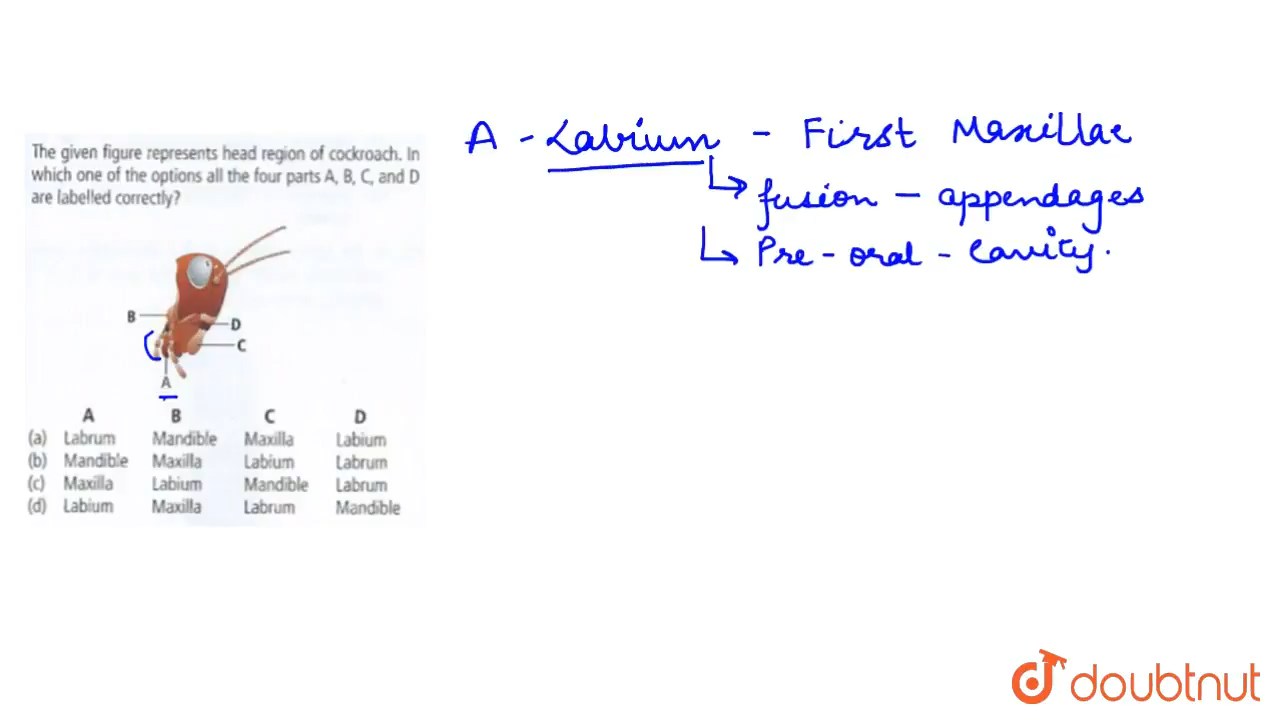 The given figure represents head region of cockroach. In
which one of the options all the four parts A, B, C, and D
are labelled correctly?
B
D
C
A
A B C D
(a) Labrum Mandible Maxilla Labium
(b) Mandible Maxilla Labium Labrum
(c) Maxilla Labium Mandible Labrum
(d) Labium Maxilla Labrum Mandible
A - Labium - First Maxillae
fusion - appendages
Pre - oral - Cavity.
doubtnut